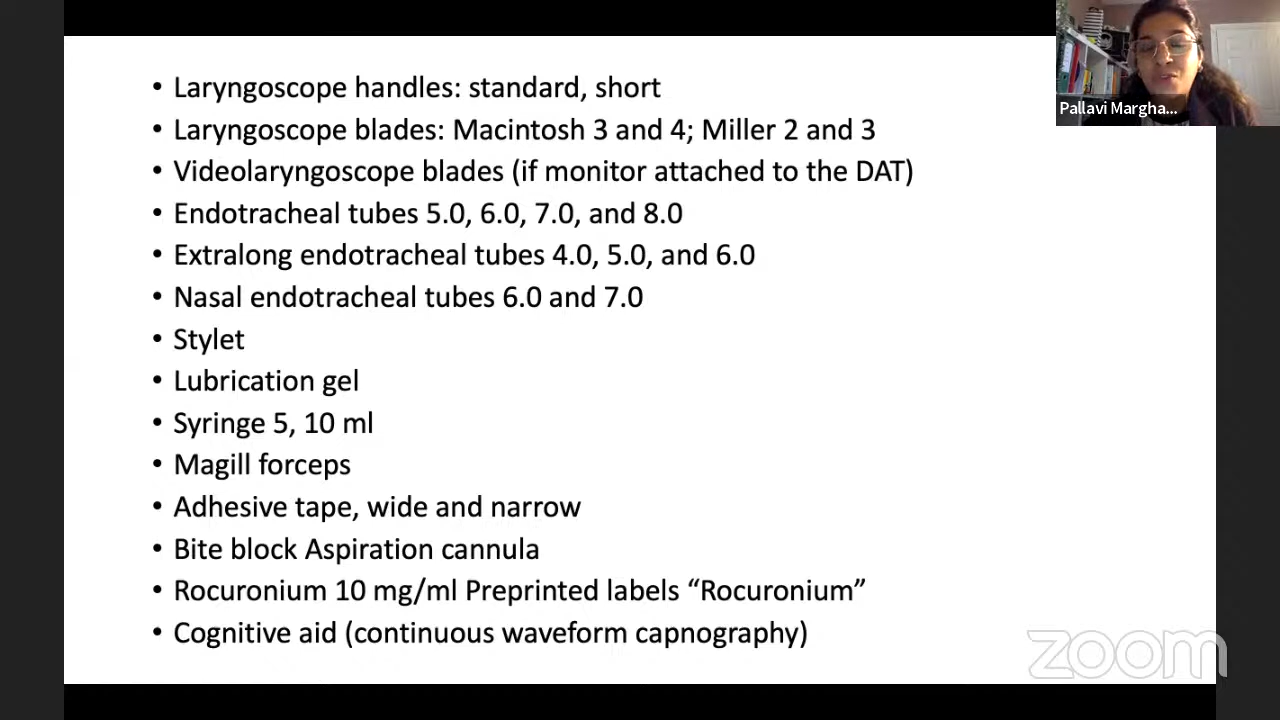 • Laryngoscope handles: standard, short
• Laryngoscope blades: Macintosh 3 and 4; Miller 2 and 3
• Videolaryngoscope blades (if monitor attached to the DAT)
• Endotracheal tubes 5.0, 6.0, 7.0, and 8.0
• Extralong endotracheal tubes 4.0, 5.0, and 6.0
• Nasal endotracheal tubes 6.0 and 7.0
• Stylet
• Lubrication gel
• Syringe 5, 10 ml
• Magill forceps
• Adhesive tape, wide and narrow
• Bite block Aspiration cannula
• Rocuronium 10 mg/ml Preprinted labels “Rocuronium”
• Cognitive aid (continuous waveform capnography)
Pallavi Margha...
zoom